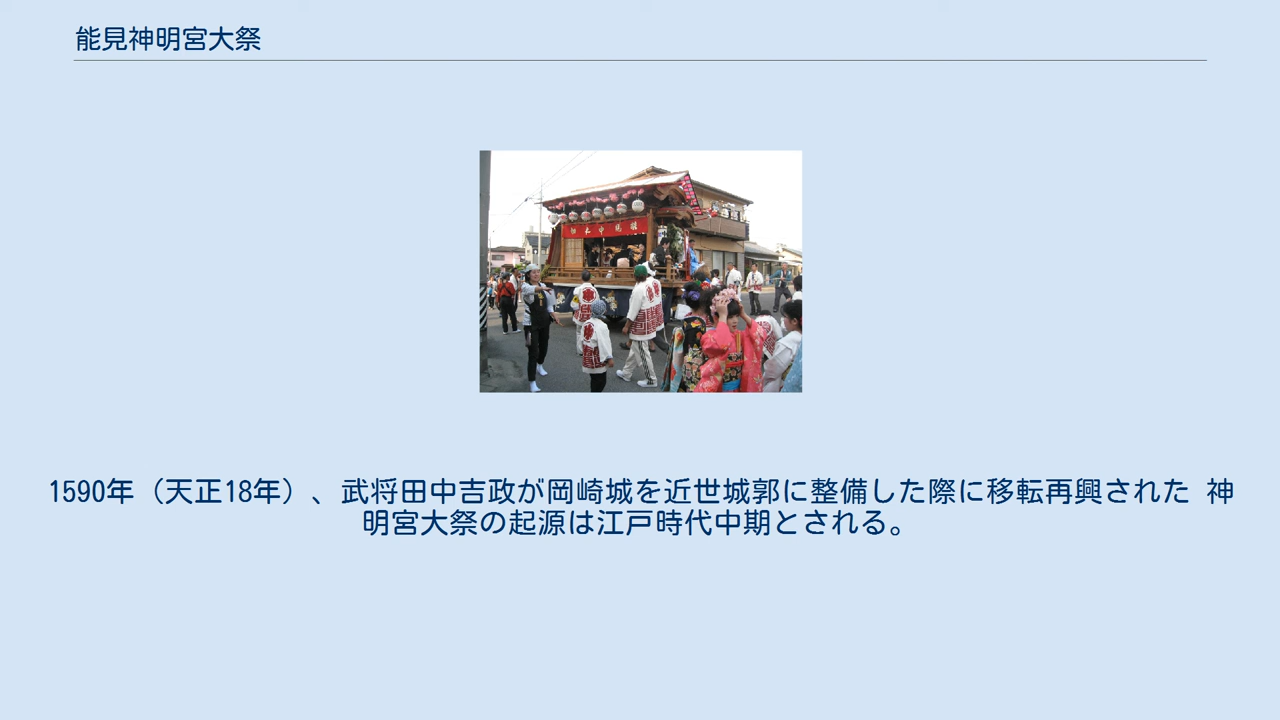 能見神明宮大祭
1590年（天正18年）、武将田中吉政が岡崎城を近世城郭に整備した際に移転再興された 神
明宮大祭の起源は江戸時代中期とされる。